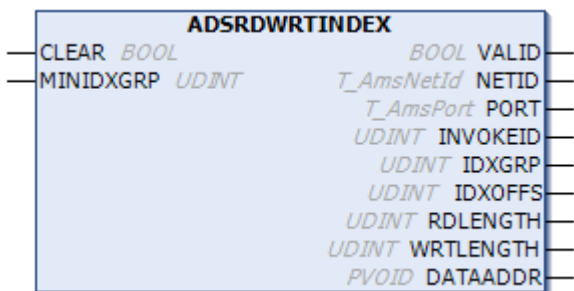 ADSRDWRTINDEX
CLEAR BOOL BOOL VALID
MINIDXGRP UDINT T_AmsNetId NETID
T_AmsPort PORT
UDINT INVOKEID
UDINT IDXGRP
UDINT IDXOFFS
UDINT RDLENGTH
UDINT WRTLENGTH
PVOID DATAADDR